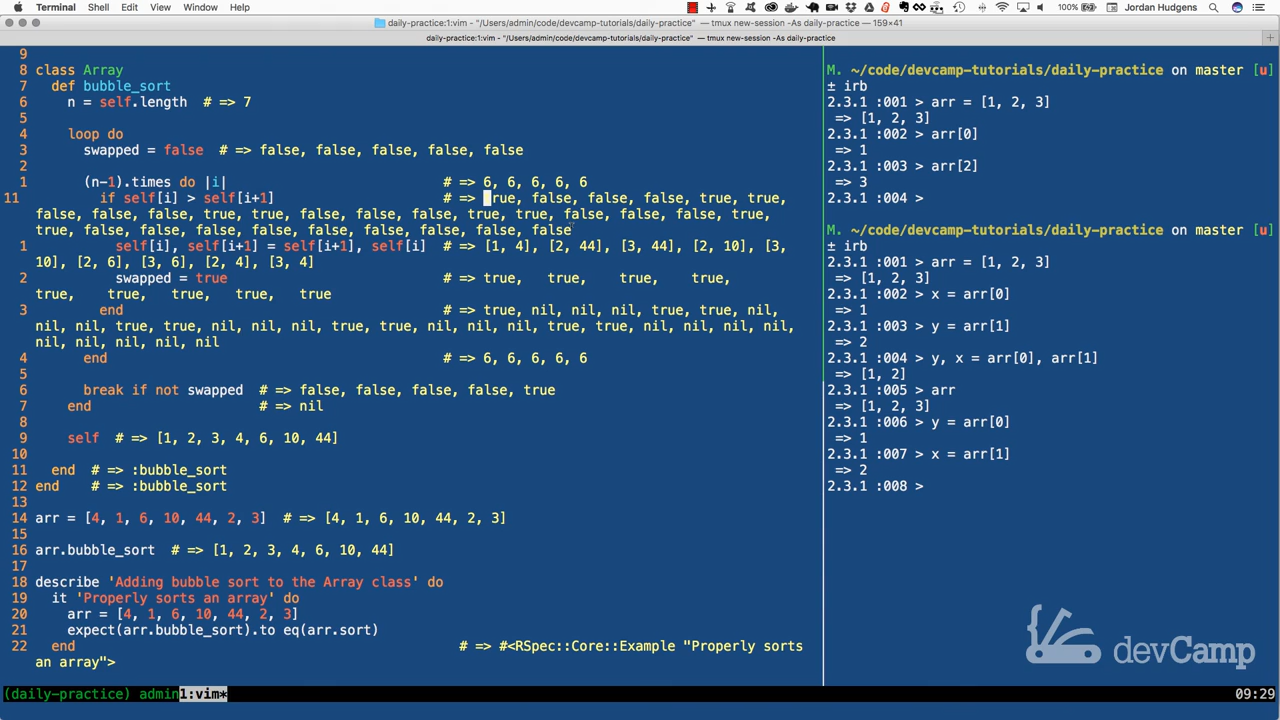 Terminal Shell Edit View Window Help 100% Jordan Hudgens
daily-practice:1:vim "/Users/admin/code/devcamp-tutorials/daily-practice" — tmux new-session -As daily-practice — 159×41
daily-practice:1:vim "/Users/admin/code/devcamp-tutorials/daily-practice" — tmux new-session -As daily-practice
9
8 class Array
7 def bubble_sort
6 n = self.length # => 7
5
4 loop do
3 swapped = false # => false, false, false, false, false
2
1 (n-1).times do |i| # => 6, 6, 6, 6, 6
11 if self[i] > self[i+1] # => true, false, false, false, true, true,
false, false, false, true, true, false, false, false, true, true, false, false, false, true,
true, false, false, false, false, false, false, false, false
1 self[i], self[i+1] = self[i+1], self[i] # => [1, 4], [2, 44], [3, 44], [2, 10], [3,
10], [2, 6], [3, 6], [2, 4], [3, 4]
2 swapped = true # => true, true, true, true,
true, true, true, true, true
3 end # => true, nil, nil, nil, true, true, nil,
nil, nil, true, true, nil, nil, nil, true, true, nil, nil, nil, true, true, nil, nil, nil, nil,
nil, nil, nil, nil, nil
4 end # => 6, 6, 6, 6, 6
5
6 break if not swapped # => false, false, false, false, true
7 end # => nil
8
9 self # => [1, 2, 3, 4, 6, 10, 44]
10
11 end # => :bubble_sort
12 end # => :bubble_sort
13
14 arr = [4, 1, 6, 10, 44, 2, 3] # => [4, 1, 6, 10, 44, 2, 3]
15
16 arr.bubble_sort # => [1, 2, 3, 4, 6, 10, 44]
17
18 describe 'Adding bubble sort to the Array class' do
19 it 'Properly sorts an array' do
20 arr = [4, 1, 6, 10, 44, 2, 3]
21 expect(arr.bubble_sort).to eq(arr.sort)
22 end # => #<RSpec::Core::Example "Properly sorts
an array">
M. ~/code/devcamp-tutorials/daily-practice on master [u]
± irb
2.3.1 :001 > arr = [1, 2, 3]
=> [1, 2, 3]
2.3.1 :002 > arr[0]
=> 1
2.3.1 :003 > arr[2]
=> 3
2.3.1 :004 >
M. ~/code/devcamp-tutorials/daily-practice on master [u]
± irb
2.3.1 :001 > arr = [1, 2, 3]
=> [1, 2, 3]
2.3.1 :002 > x = arr[0]
=> 1
2.3.1 :003 > y = arr[1]
=> 2
2.3.1 :004 > y, x = arr[0], arr[1]
=> [1, 2]
2.3.1 :005 > arr
=> [1, 2, 3]
2.3.1 :006 > y = arr[0]
=> 1
2.3.1 :007 > x = arr[1]
=> 2
2.3.1 :008 >
devCamp
(daily-practice) admin 1:vim* 09:29